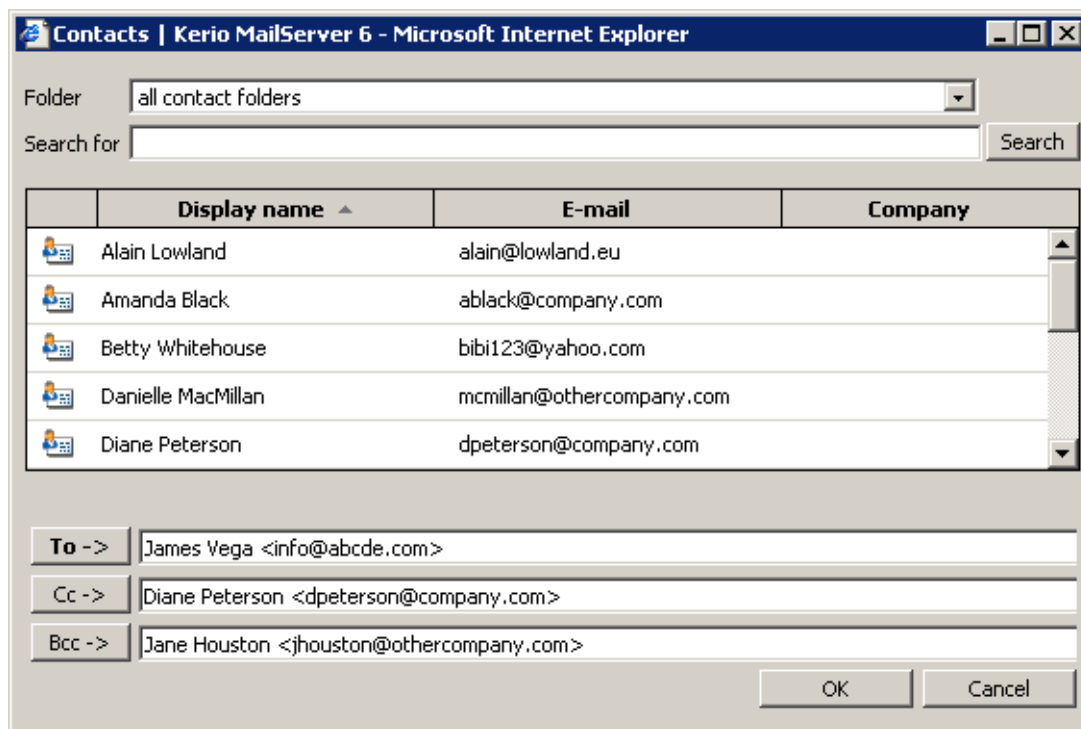 Contacts | Kerio MailServer 6 - Microsoft Internet Explorer
Folder all contact folders
Search for Search
Display name E-mail Company
Alain Lowland alain@lowland.eu
Amanda Black ablack@company.com
Betty Whitehouse bibi123@yahoo.com
Danielle MacMillan mcmillan@othercompany.com
Diane Peterson dpeterson@company.com
To -> James Vega <info@abcde.com>
Cc -> Diane Peterson <dpeterson@company.com>
Bcc -> Jane Houston <jhouston@othercompany.com>
OK Cancel